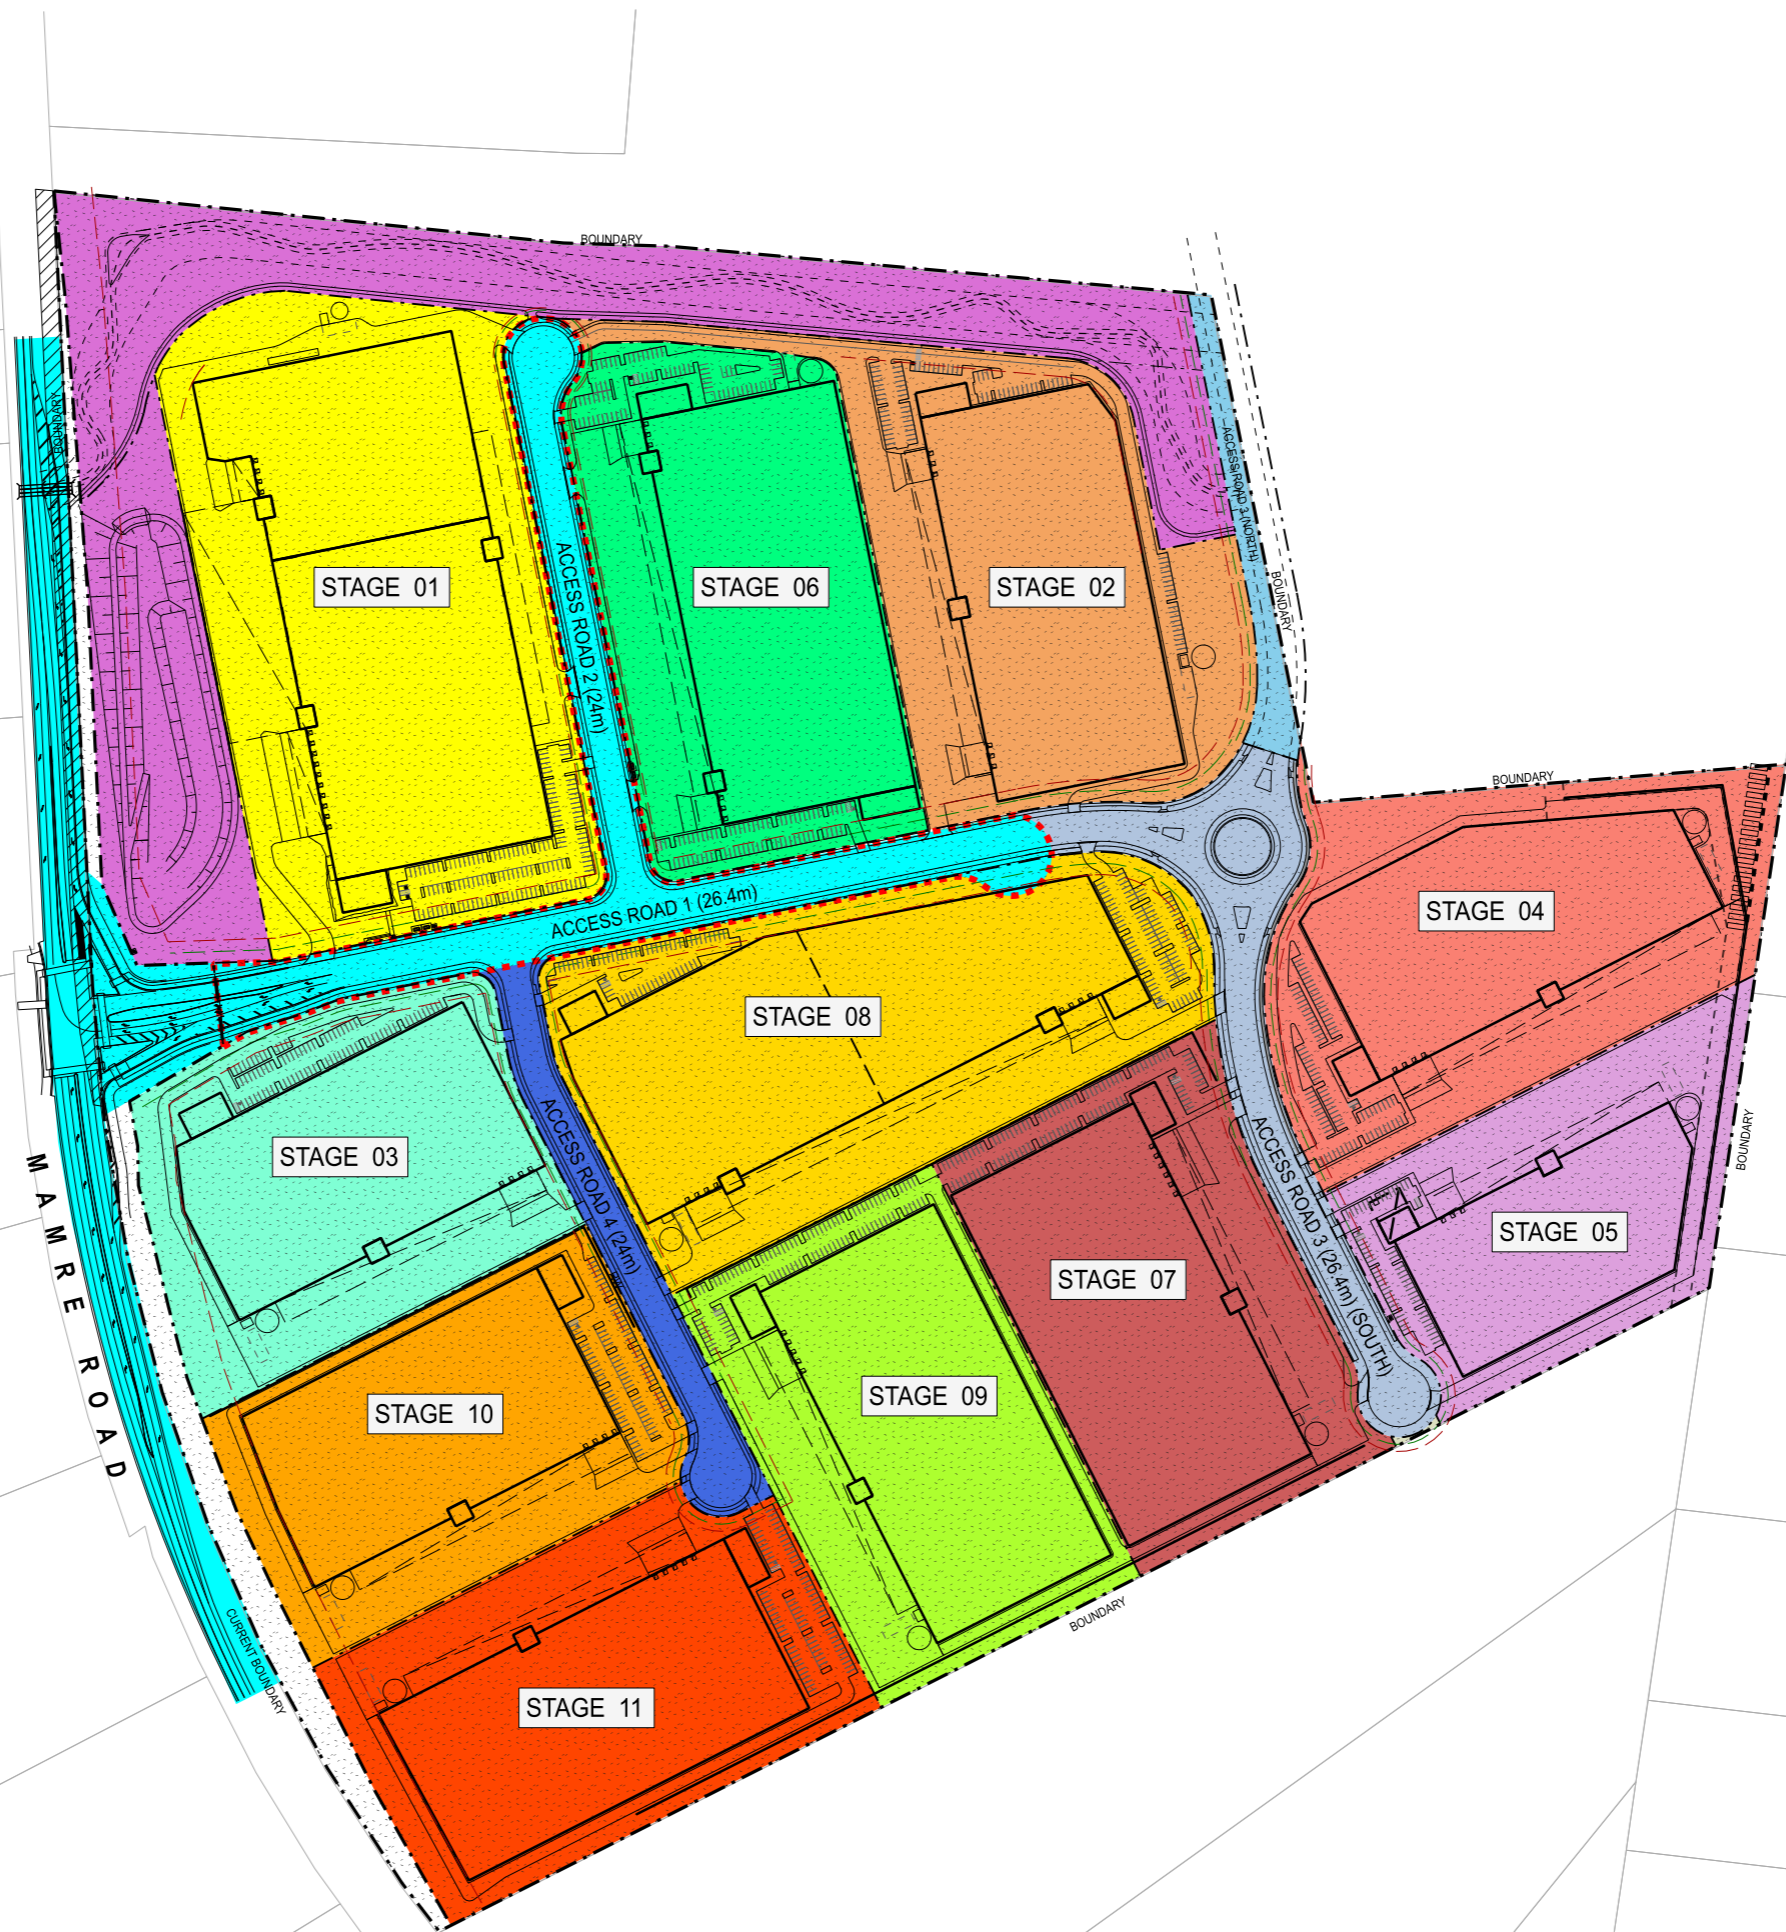 BOUNDARY
BOUNDARY
ACCESS ROAD 3 (NORTH)
BOUNDARY
STAGE 01
ACCESS ROAD 2 (24m)
STAGE 06
STAGE 02
BOUNDARY
ACCESS ROAD 1 (26.4m)
STAGE 04
STAGE 08
STAGE 03
ACCESS ROAD 4 (24m)
ACCESS ROAD 3 (26.4m) (SOUTH)
BOUNDARY
STAGE 05
STAGE 07
MAMRE ROAD
STAGE 10
STAGE 09
BOUNDARY
CURRENT BOUNDARY
STAGE 11